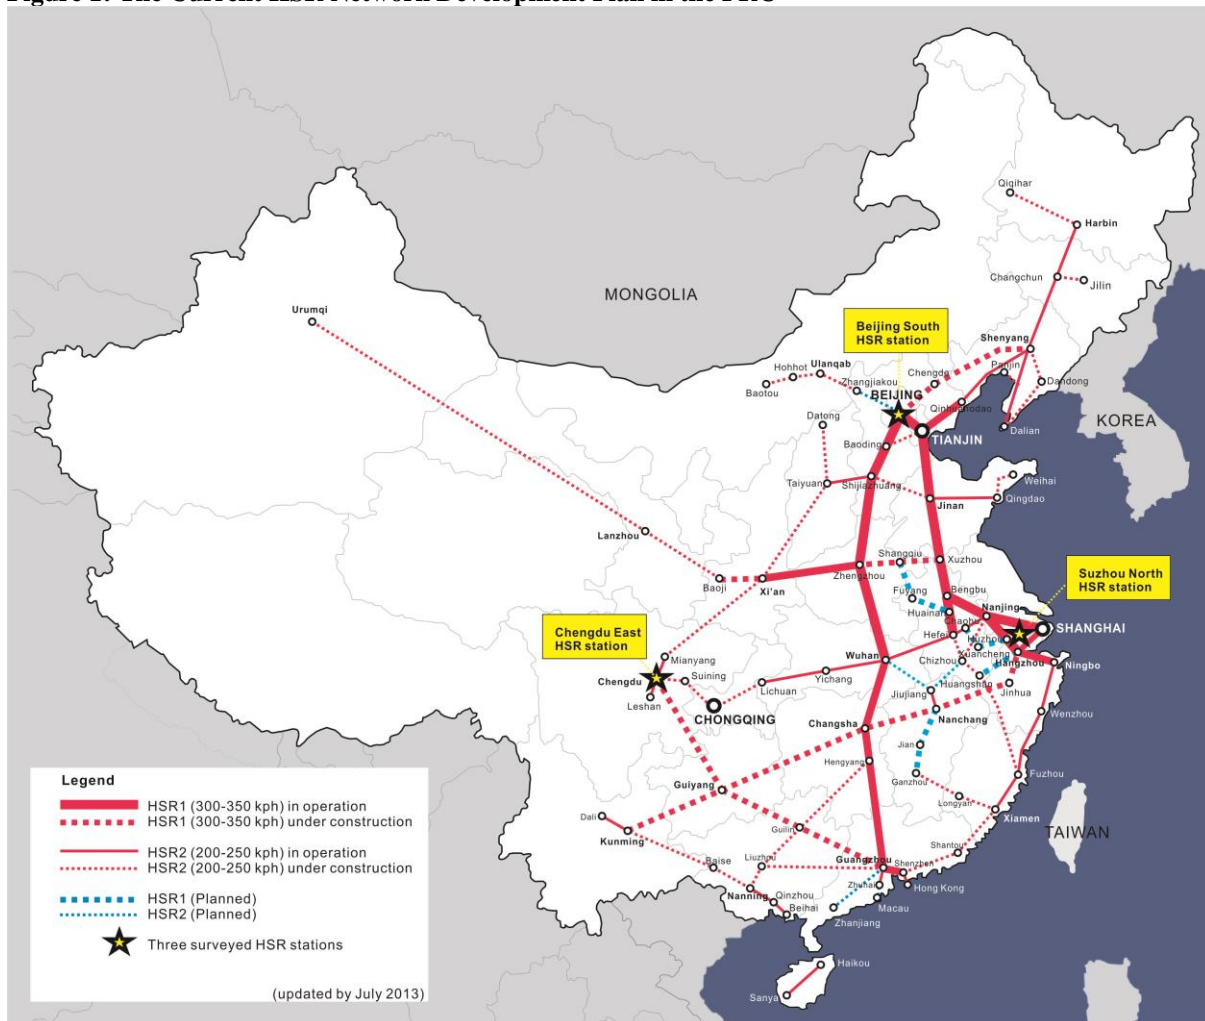 Figure The Current HSR Network Development Plan in the PRC
Qiqihar
Harbin
Changchun
Jilin
MONGOLIA
Urumqi
Beijing South
HSR station
Shenyang
Ulanqab
Hohhot
Baotou
Zhangjiakou
Chengde
Panjin
Dandong
BEIJING
Qinhuangdao
Datong
Dalian
KOREA
TIANJIN
Baoding
Taiyuan
Shijiazhuang
Weihai
Qingdao
Jinan
Lanzhou
Shangqiu
Xuzhou
Zhengzhou
Baoji
Xi'an
Suzhou North
HSR station
Fuyang
Bengbu
Huainan
Nanjing
Chaohu
SHANGHAI
Hefei
Huzhou
Chengdu East
HSR station
Xuancheng
Hangzhou
Ningbo
Wuhan
Chizhou
Mianyang
Suining
Chengdu
Leshan
Lichuan
Yichang
Huangshan
Jiujiang
Jinhua
CHONGQING
Nanchang
Wenzhou
Changsha
Jian
Hengyang
Ganzhou
Fuzhou
Guiyang
Longyan
Xiamen
Dali
Kunming
Guilin
TAIWAN
Shantou
Baise
Liuzhou
Guangzhou
Shenzhen
Nanning
Qinzhou
Zhuhai
Hong Kong
Beihai
Macau
Zhanjiang
Haikou
Sanya
Legend
HSR1 (300-350 kph) in operation
HSR1 (300-350 kph) under construction
HSR2 (200-250 kph) in operation
HSR2 (200-250 kph) under construction
HSR1 (Planned)
HSR2 (Planned)
Three surveyed HSR stations
(updated by July 2013)